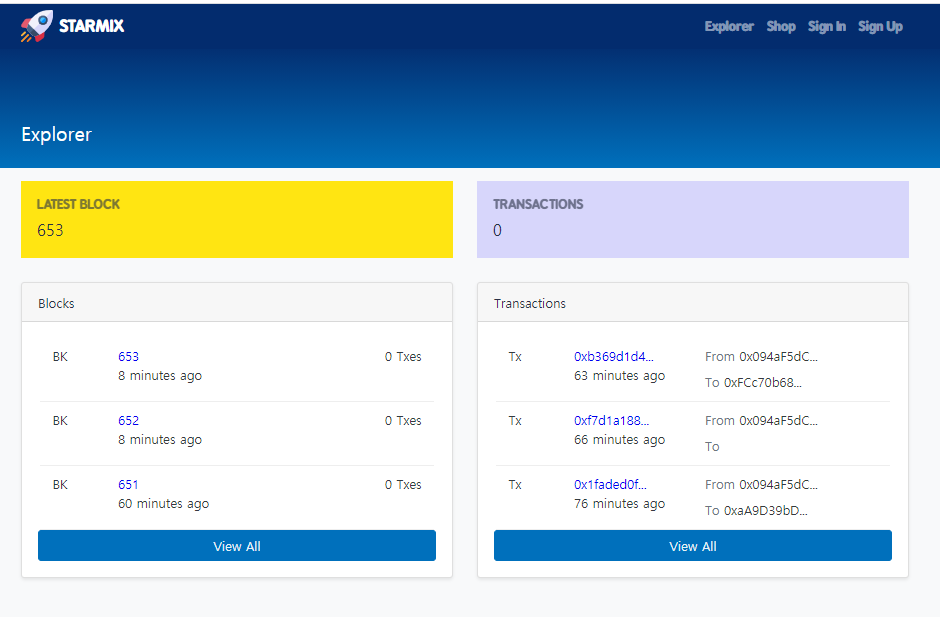 STARMIX
Explorer Shop Sign In Sign Up
Explorer
LATEST BLOCK
653
TRANSACTIONS
0
Blocks
BK 653 0 Txes
8 minutes ago
BK 652 0 Txes
8 minutes ago
BK 651 0 Txes
60 minutes ago
View All
Transactions
Tx 0xb369d1d4... From 0x094aF5dC...
63 minutes ago To 0xFCc70b68...
Tx 0xf7d1a188... From 0x094aF5dC...
66 minutes ago To
Tx 0x1faded0f... From 0x094aF5dC...
76 minutes ago To 0xaA9D39bD...
View All